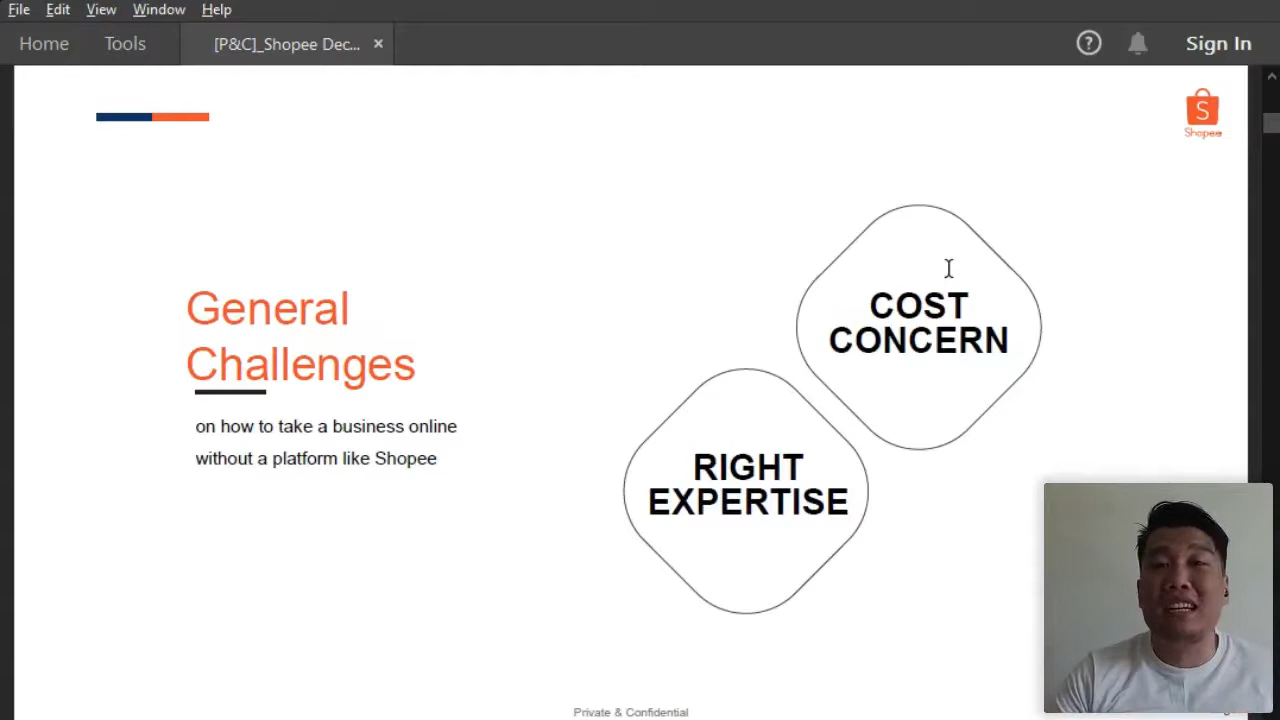 File Edit View Window Help
Home Tools [P&C]_Shopee Dec... × ? Sign In
S
Shopee
General
Challenges
on how to take a business online
without a platform like Shopee
COST
CONCERN
RIGHT
EXPERTISE
Private & Confidential